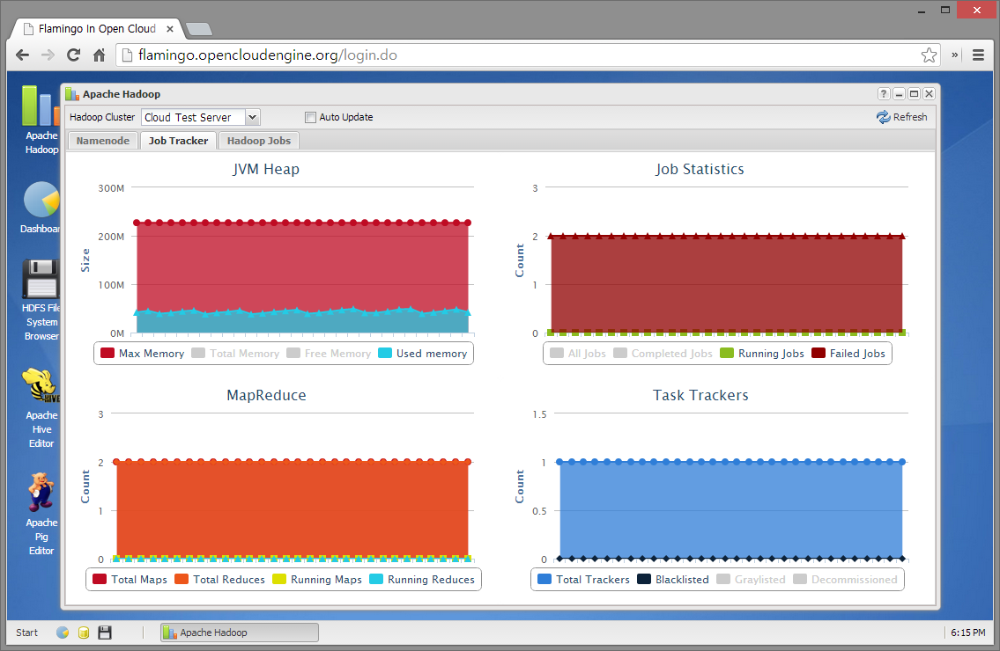 Flamingo In Open Cloud
flamingo.opencloudengine.org/login.do
Apache
Hadoop
Dashboar
HDFS File
System
Browser
HIVE
Apache
Hive
Editor
Apache
Pig
Editor
Apache Hadoop
Hadoop Cluster Cloud Test Server Auto Update Refresh
Namenode Job Tracker Hadoop Jobs
JVM Heap
300M
200M
100M
0M
Size
Max Memory Total Memory Free Memory Used memory
Job Statistics
3
2
1
0
Count
All Jobs Completed Jobs Running Jobs Failed Jobs
MapReduce
3
2
1
0
Count
Total Maps Total Reduces Running Maps Running Reduces
Task Trackers
1.5
1
0.5
0
Count
Total Trackers Blacklisted Graylisted Decommissioned
Start Apache Hadoop 6:15 PM